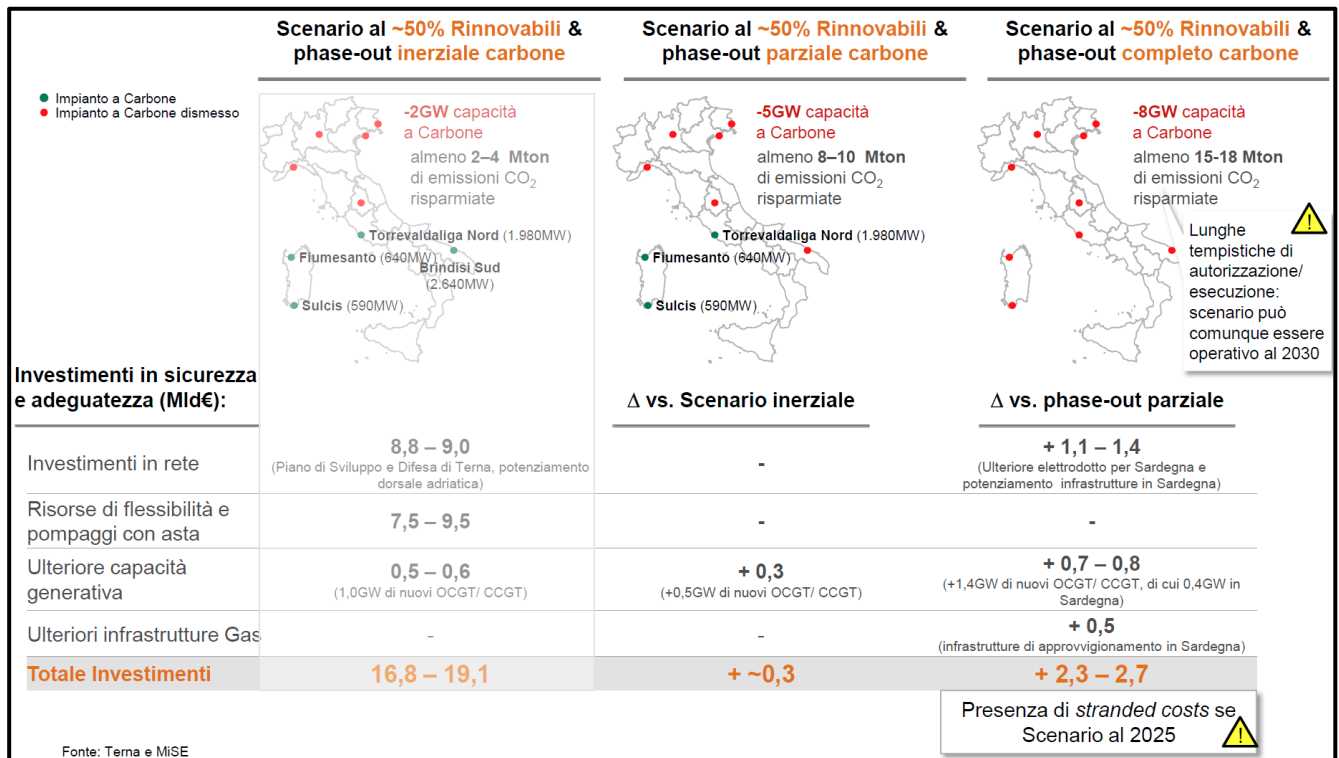 Scenario al ~50% Rinnovabili &
phase-out inerziale carbone
Scenario al ~50% Rinnovabili &
phase-out parziale carbone
Scenario al ~50% Rinnovabili &
phase-out completo carbone
Impianto a Carbone
Impianto a Carbone dismesso
-2GW capacità
a Carbone
almeno 2–4 Mton
di emissioni CO2
risparmiate
Torrevaldaliga Nord (1.980MW)
Fiumesanto (640MW)
Brindisi Sud
(2.640MW)
Sulcis (590MW)
-5GW capacità
a Carbone
almeno 8–10 Mton
di emissioni CO2
risparmiate
Torrevaldaliga Nord (1.980MW)
Fiumesanto (640MW)
Sulcis (590MW)
-8GW capacità
a Carbone
almeno 15-18 Mton
di emissioni CO2
risparmiate
!
Lunghe
tempistiche di
autorizzazione/
esecuzione:
scenario può
comunque essere
operativo al 2030
Investimenti in sicurezza
e adeguatezza (Mld€):
Δ vs. Scenario inerziale
Δ vs. phase-out parziale
Investimenti in rete
8,8 – 9,0
(Piano di Sviluppo e Difesa di Terna, potenziamento
dorsale adriatica)
-
+ 1,1 – 1,4
(Ulteriore elettrodotto per Sardegna e
potenziamento infrastrutture in Sardegna)
Risorse di flessibilità e
pompaggi con asta
7,5 – 9,5
-
-
Ulteriore capacità
generativa
0,5 – 0,6
(1,0GW di nuovi OCGT/ CCGT)
+ 0,3
(+0,5GW di nuovi OCGT/ CCGT)
+ 0,7 – 0,8
(+1,4GW di nuovi OCGT/ CCGT, di cui 0,4GW in
Sardegna)
Ulteriori infrastrutture Gas
-
-
+ 0,5
(infrastrutture di approvvigionamento in Sardegna)
Totale Investimenti
16,8 – 19,1
+ ~0,3
+ 2,3 – 2,7
Presenza di stranded costs se
Scenario al 2025
!
Fonte: Terna e MiSE